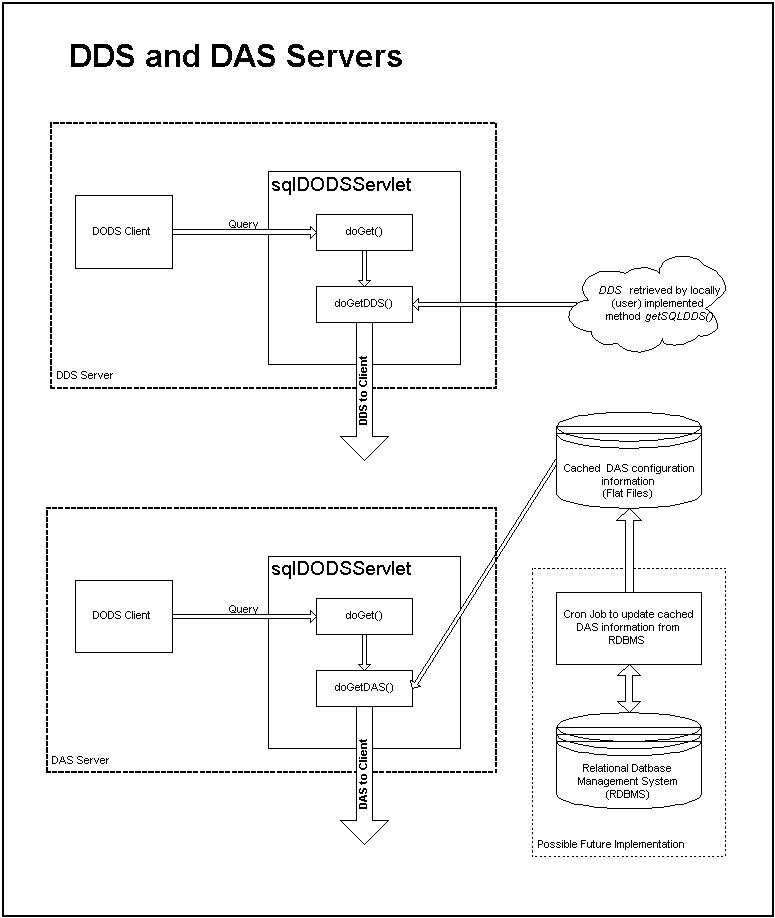 DDS and DAS Servers
sqlDODSServlet
DODS Client
Query
doGet()
doGetDDS()
DDS retrieved by locally
(user) implemented
method getSQLDDS()
DDS Server
DDS to Client
Cached DAS configuration
information
(Flat Files)
sqlDODSServlet
DODS Client
Query
doGet()
doGetDAS()
DAS Server
DAS to Client
Cron Job to update cached
DAS information from
RDBMS
Relational Datbase
Management System
(RDBMS)
Possible Future Implementation